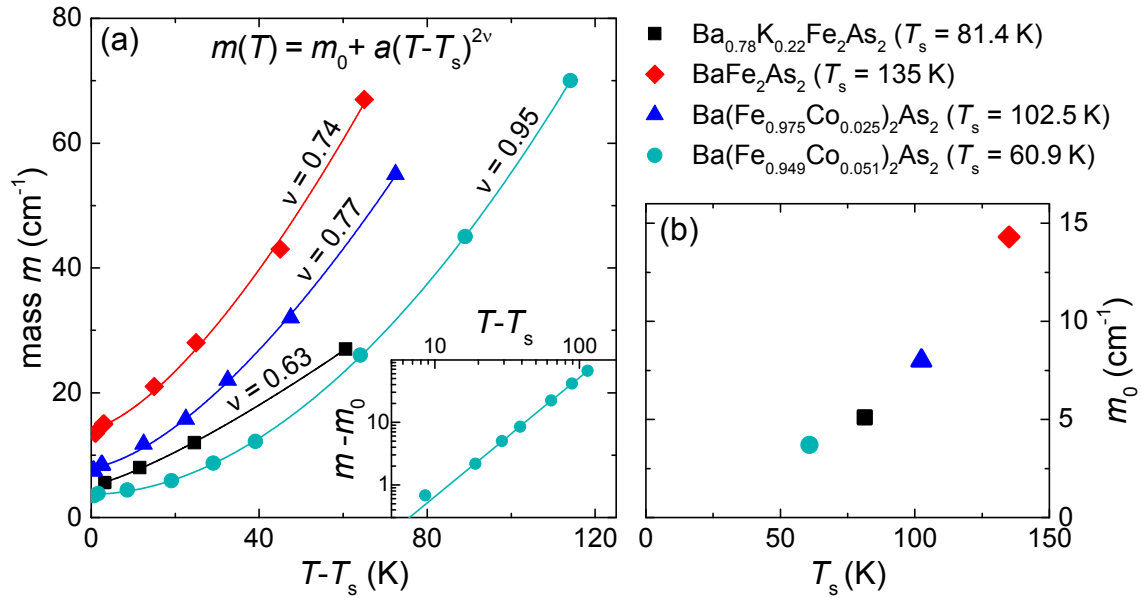 (a)
m(T) = m₀ + a(T-Tₛ)²ᵛ
mass m (cm⁻¹)
80
60
40
20
0
ν = 0.74
ν = 0.77
ν = 0.95
ν = 0.63
0 40 80 120
T-Tₛ (K)
T-Tₛ
10 100
m -m₀
10
1
Ba₀.₇₈K₀.₂₂Fe₂As₂ (Tₛ = 81.4 K)
BaFe₂As₂ (Tₛ = 135 K)
Ba(Fe₀.₉₇₅Co₀.₀₂₅)₂As₂ (Tₛ = 102.5 K)
Ba(Fe₀.₉₄₉Co₀.₀₅₁)₂As₂ (Tₛ = 60.9 K)
(b)
15
10
5
0
m₀ (cm⁻¹)
0 50 100 150
Tₛ (K)